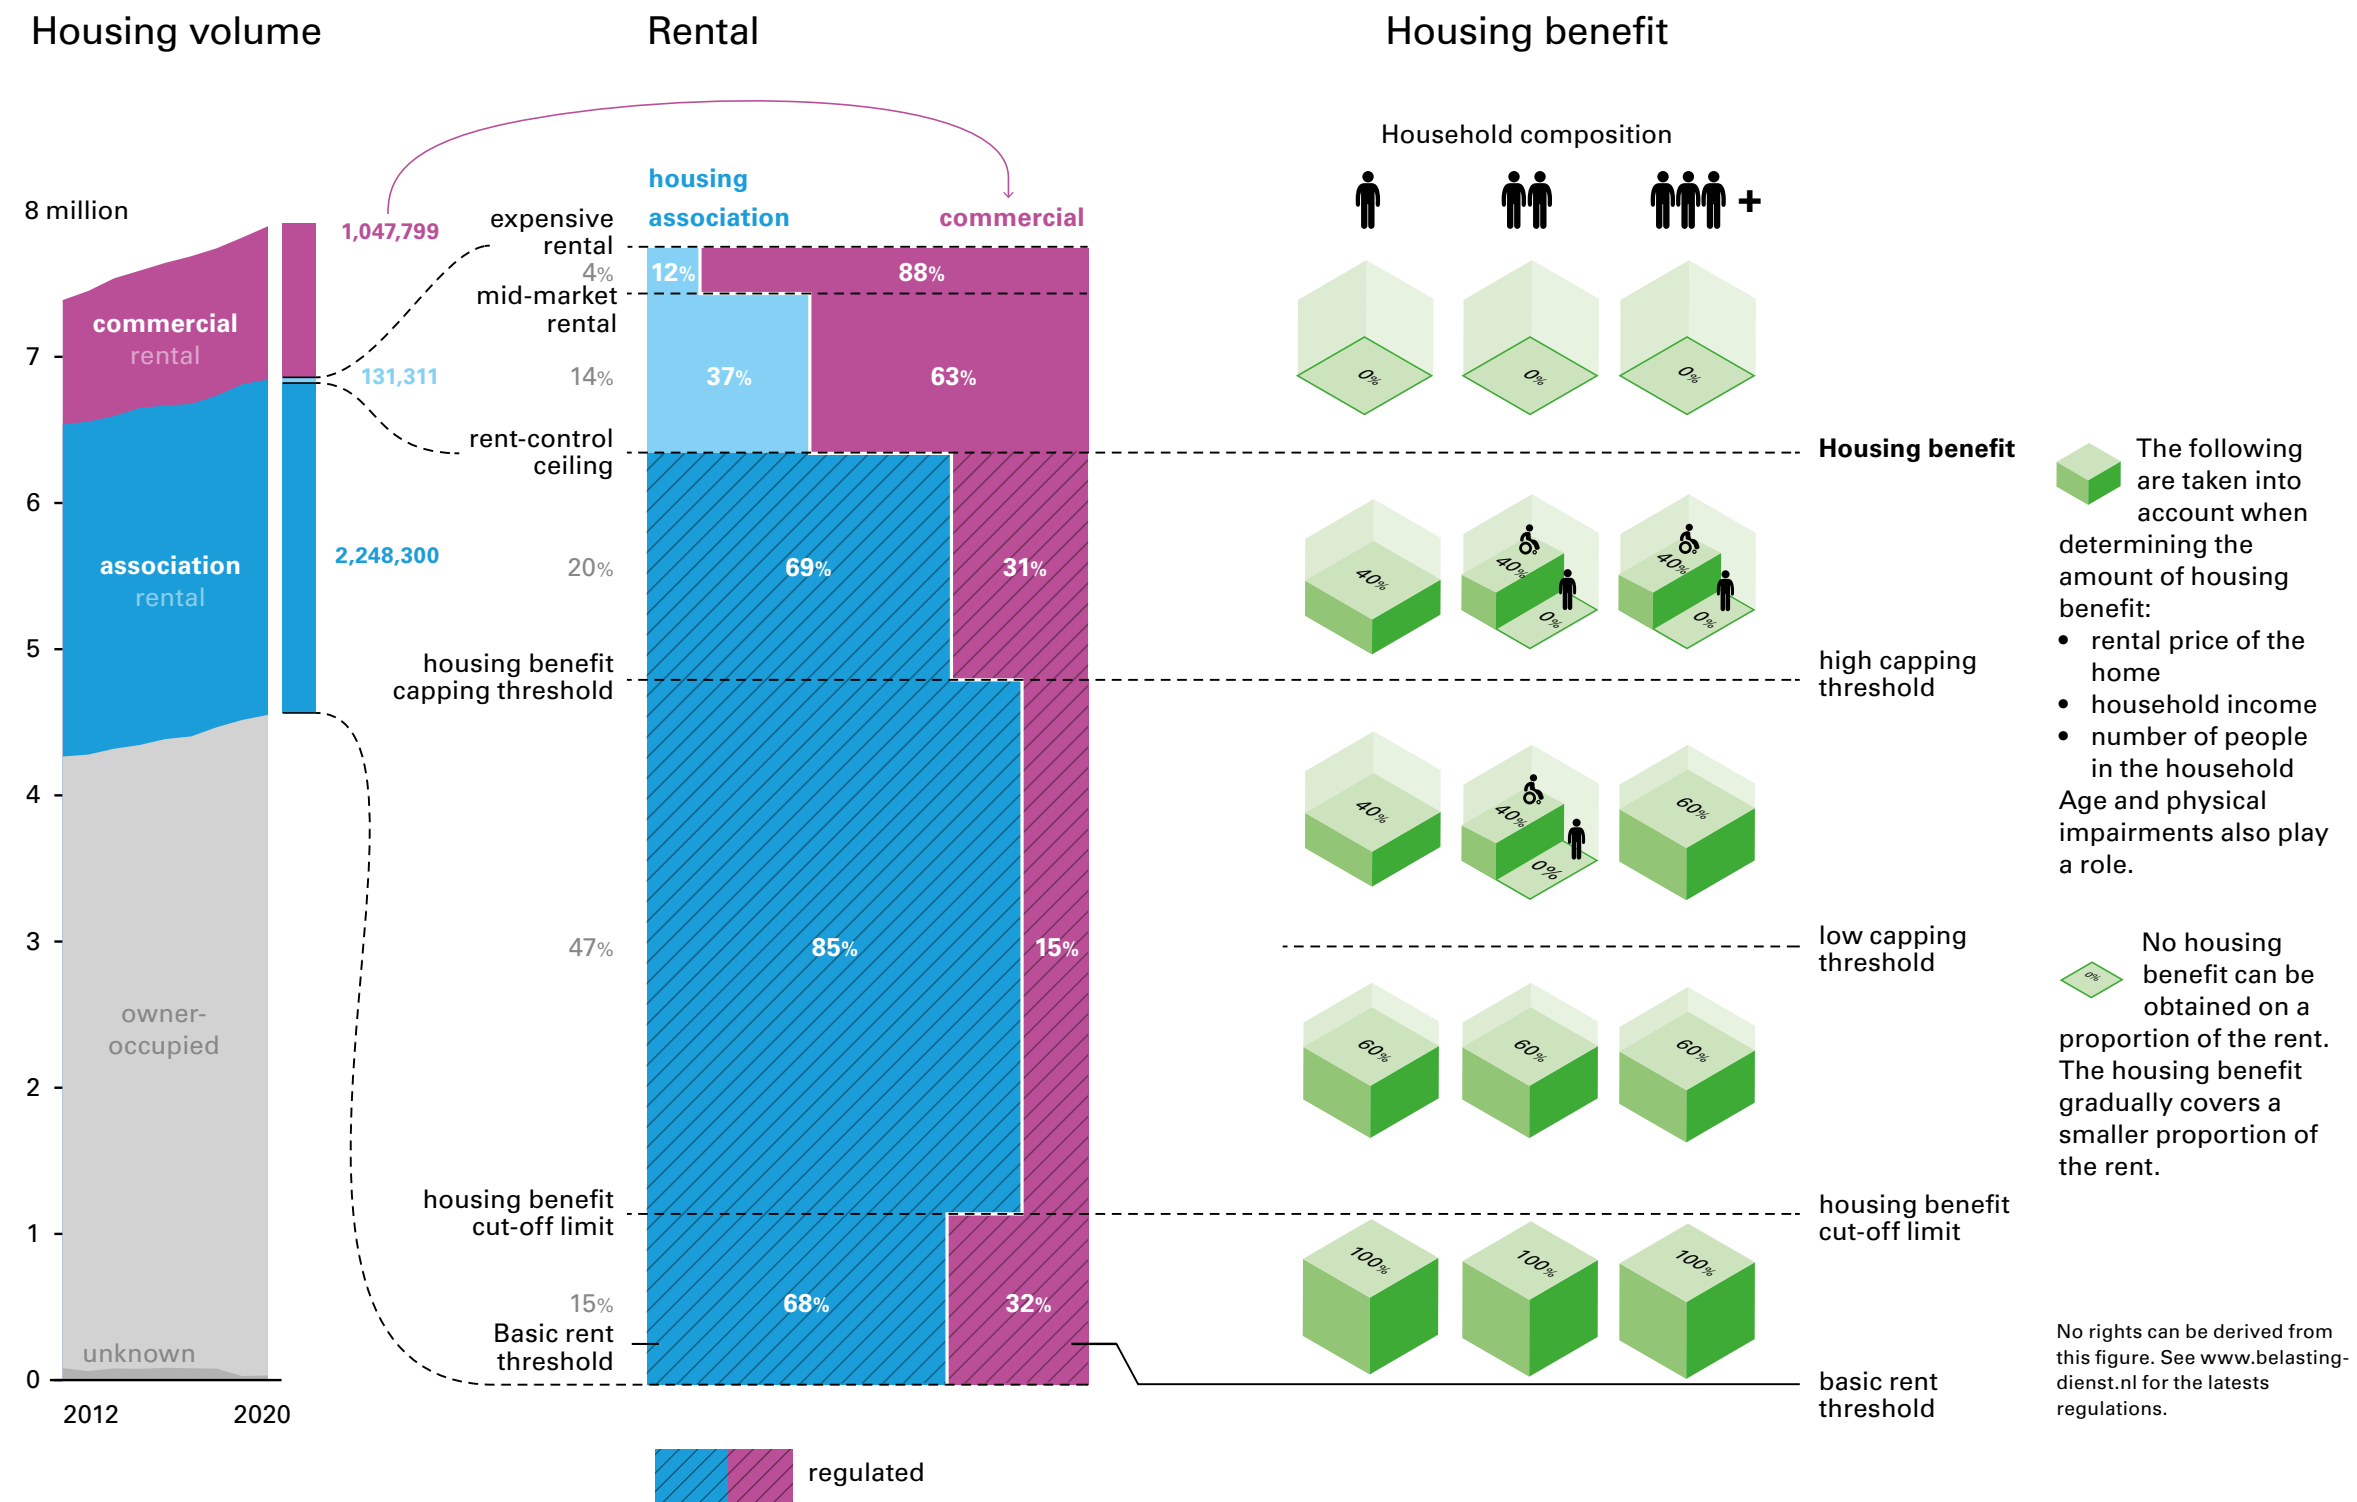 Housing volume
Rental
Housing benefit
8 million
7
6
5
4
3
2
1
0
2012
2020
commercial
rental
association
rental
owner-
occupied
unknown
1,047,799
131,311
2,248,300
housing
association
commercial
expensive
rental
4%
12%
88%
mid-market
rental
14%
37%
63%
rent-control
ceiling
20%
69%
31%
housing benefit
capping threshold
47%
85%
15%
housing benefit
cut-off limit
15%
68%
32%
Basic rent
threshold
regulated
Household composition
+
0%
0%
0%
Housing benefit
40%
40%
0%
40%
0%
high capping
threshold
40%
40%
0%
60%
low capping
threshold
60%
60%
60%
housing benefit
cut-off limit
100%
100%
100%
basic rent
threshold
The following
are taken into
account when
determining the
amount of housing
benefit:
• rental price of the
home
• household income
• number of people
in the household
Age and physical
impairments also play
a role.
0%
No housing
benefit can be
obtained on a
proportion of the rent.
The housing benefit
gradually covers a
smaller proportion of
the rent.
No rights can be derived from
this figure. See www.belasting-
dienst.nl for the latests
regulations.